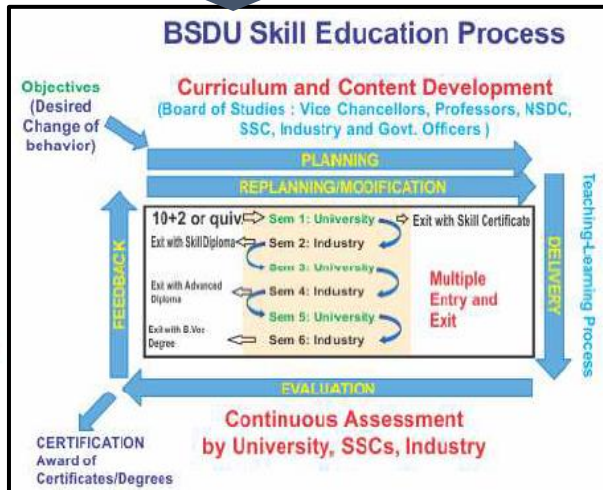 BSDU Skill Education Process
Objectives
(Desired
Change of
behavior)
Curriculum and Content Development
(Board of Studies : Vice Chancellors, Professors, NSDC,
SSC, Industry and Govt. Officers )
PLANNING
REPLANNING/MODIFICATION
10+2 or quiv.
Sem 1: University
Exit with Skill Certificate
Exit with Skill Diploma
Sem 2: Industry
Sem 3: University
Exit with Advanced
Diploma
Sem 4: Industry
Multiple
Entry and
Exit
Sem 5: University
Exit with B.Voc
Degree
Sem 6: Industry
FEEDBACK
DELIVERY
Teaching-Learning Process
EVALUATION
Continuous Assessment
by University, SSCs, Industry
CERTIFICATION
Award of
Certificates/Degrees